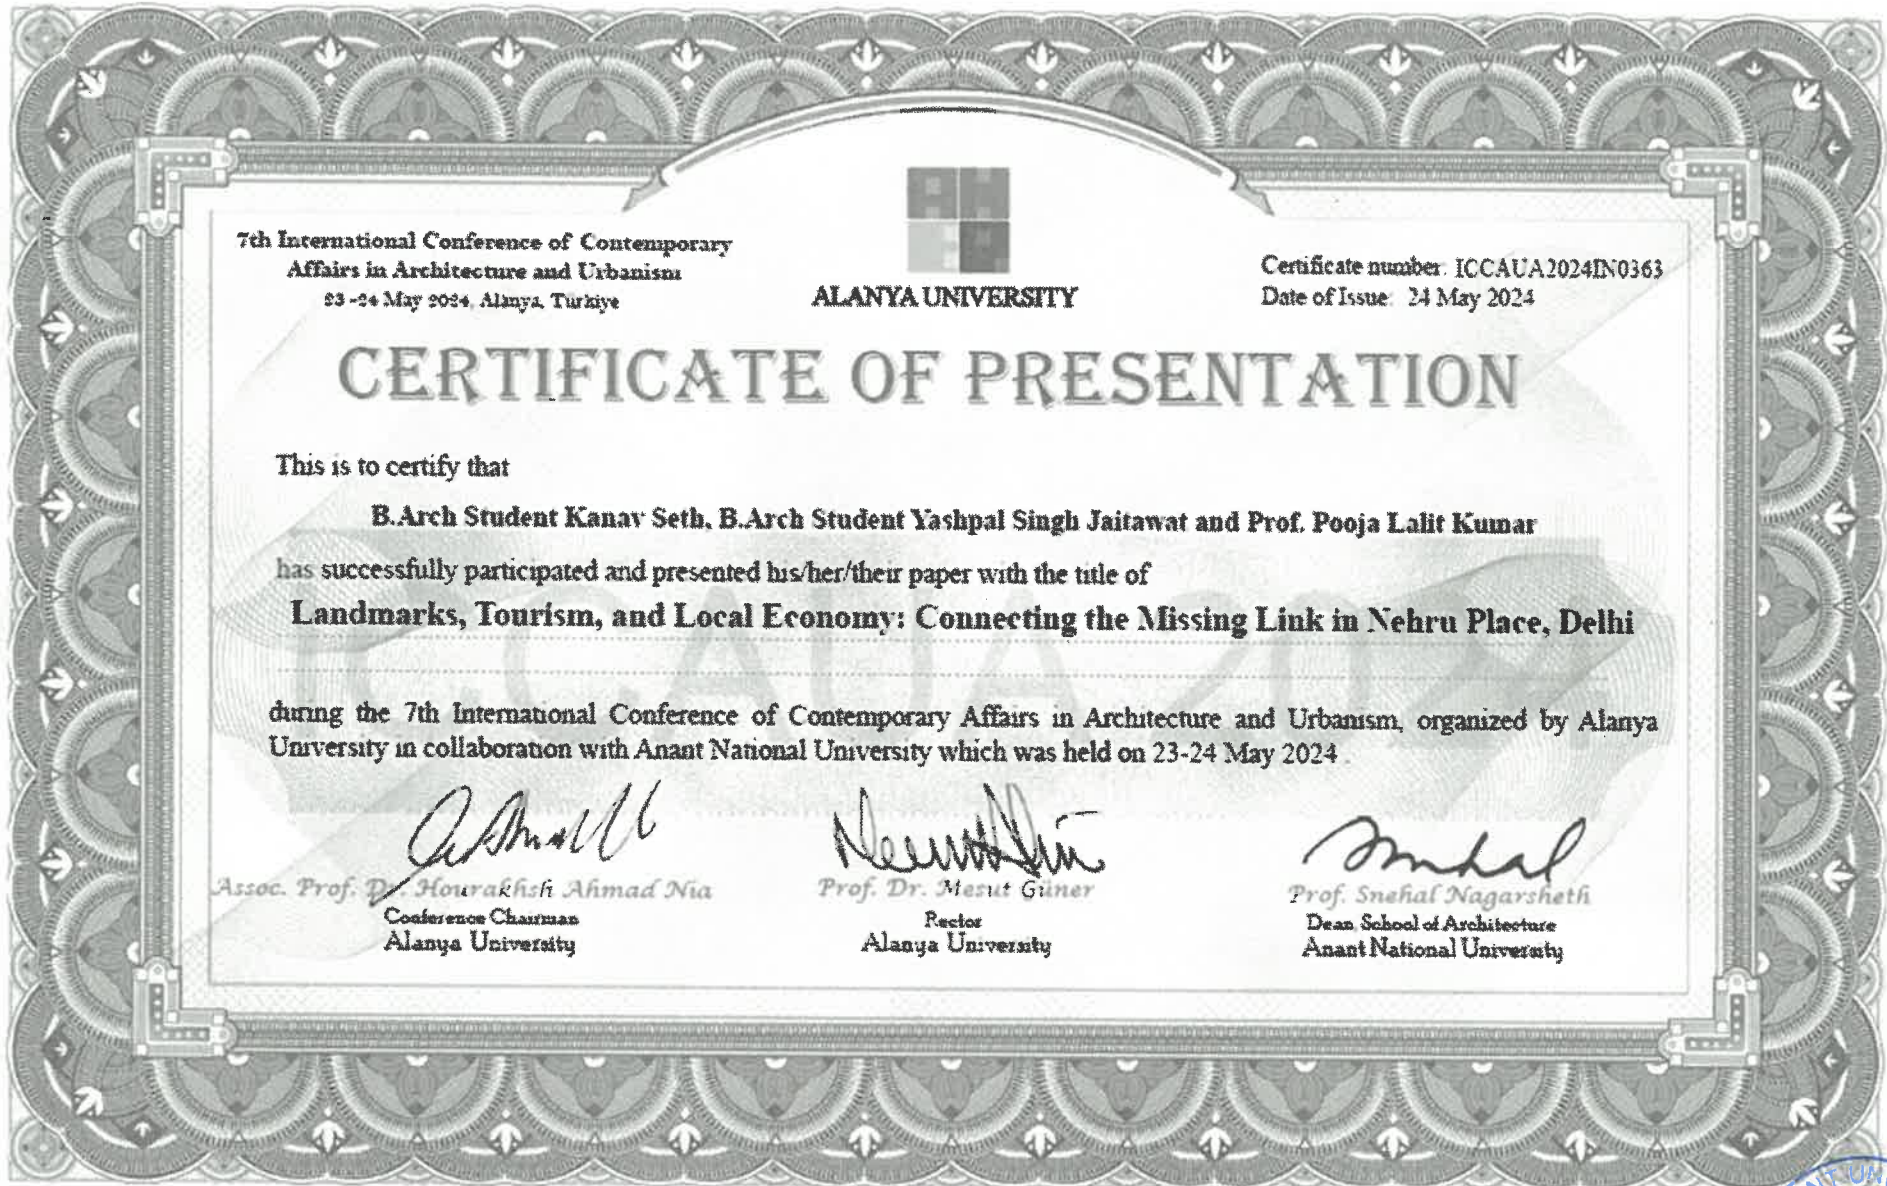 7th International Conference of Contemporary
Affairs in Architecture and Urbanism
23 -24 May 2024, Alanya, Turkiye
ALANYA UNIVERSITY
Certificate number: ICCAUA2024IN0363
Date of Issue: 24 May 2024
CERTIFICATE OF PRESENTATION
This is to certify that
B.Arch Student Kanav Seth, B.Arch Student Yashpal Singh Jaitawat and Prof. Pooja Lalit Kumar
has successfully participated and presented his/her/their paper with the title of
Landmarks, Tourism, and Local Economy: Connecting the Missing Link in Nehru Place, Delhi
during the 7th International Conference of Contemporary Affairs in Architecture and Urbanism, organized by Alanya
University in collaboration with Anant National University which was held on 23-24 May 2024 .
Assoc. Prof. Dr. Hourakhsh Ahmad Nia
Conference Chairman
Alanya University
Prof. Dr. Mesut Güner
Rector
Alanya University
Snehal
Prof. Snehal Nagarsheth
Dean, School of Architecture
Anant National University